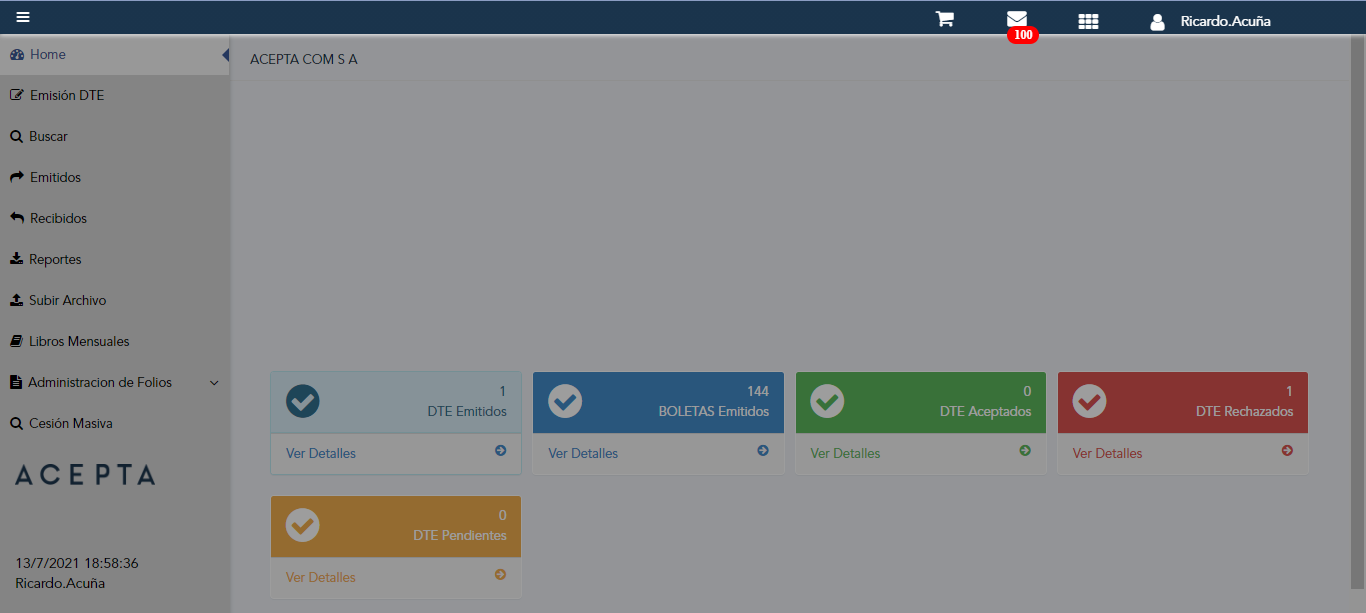 Ricardo.Acuña
100
Home
ACEPTA COM S A
Emisión DTE
Buscar
Emitidos
Recibidos
Reportes
Subir Archivo
Libros Mensuales
Administracion de Folios
Cesión Masiva
ACEPTA
13/7/2021 18:58:36
Ricardo.Acuña
1
DTE Emitidos
Ver Detalles
144
BOLETAS Emitidos
Ver Detalles
0
DTE Aceptados
Ver Detalles
1
DTE Rechazados
Ver Detalles
0
DTE Pendientes
Ver Detalles